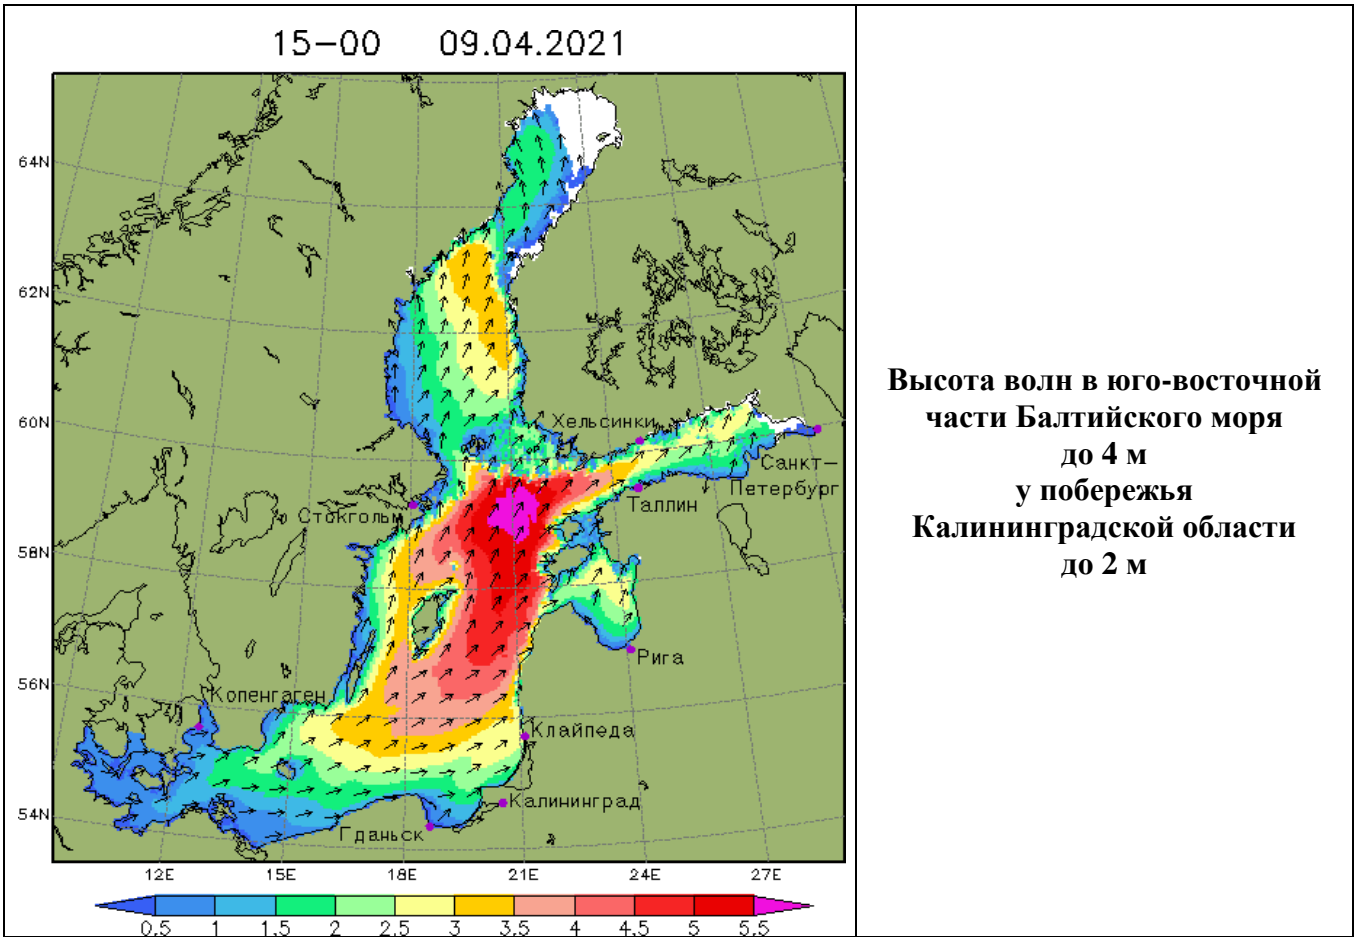 15-00 09.04.2021
64N
62N
60N
58N
56N
54N
Хельсинки
Санкт-
Петербург
Таллин
Стокгольм
Рига
Копенгаген
Клайпеда
Калининград
Гданьск
12E 15E 18E 21E 24E 27E
0,5 1 1,5 2 2,5 3 3,5 4 4,5 5 5,5
Высота волн в юго-восточной
части Балтийского моря
до 4 м
у побережья
Калининградской области
до 2 м